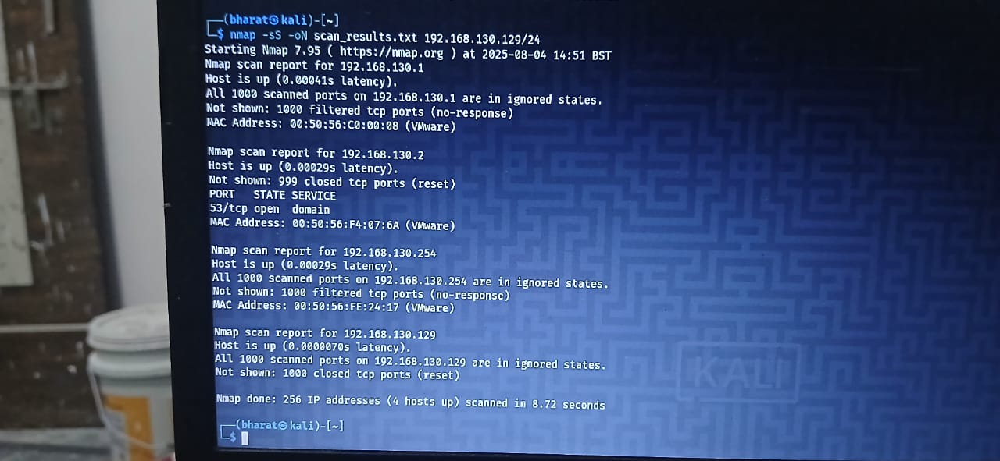 ┌──(bharat㉿kali)-[~]
└─$ nmap -sS -oN scan_results.txt 192.168.130.129/24
Starting Nmap 7.95 ( https://nmap.org ) at 2025-08-04 14:51 BST
Nmap scan report for 192.168.130.1
Host is up (0.00041s latency).
All 1000 scanned ports on 192.168.130.1 are in ignored states.
Not shown: 1000 filtered tcp ports (no-response)
MAC Address: 00:50:56:C0:00:08 (VMware)

Nmap scan report for 192.168.130.2
Host is up (0.00029s latency).
Not shown: 999 closed tcp ports (reset)
PORT   STATE SERVICE
53/tcp open  domain
MAC Address: 00:50:56:F4:07:6A (VMware)

Nmap scan report for 192.168.130.254
Host is up (0.00029s latency).
All 1000 scanned ports on 192.168.130.254 are in ignored states.
Not shown: 1000 filtered tcp ports (no-response)
MAC Address: 00:50:56:FE:24:17 (VMware)

Nmap scan report for 192.168.130.129
Host is up (0.0000070s latency).
All 1000 scanned ports on 192.168.130.129 are in ignored states.
Not shown: 1000 closed tcp ports (reset)

Nmap done: 256 IP addresses (4 hosts up) scanned in 8.72 seconds

┌──(bharat㉿kali)-[~]
└─$
KALI